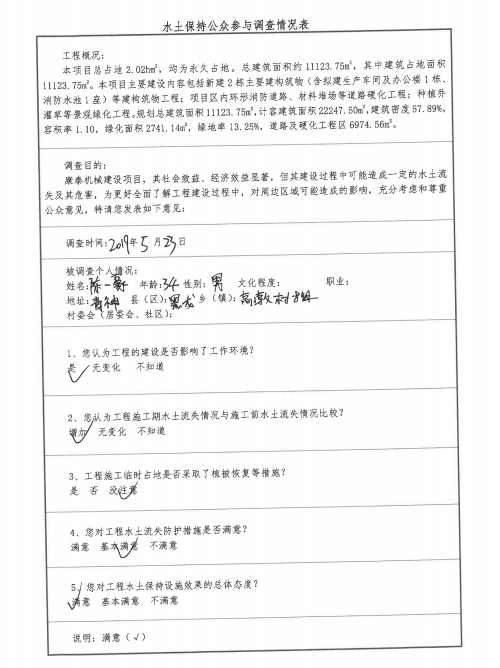 水土保持公众参与调查情况表
工程概况：
本项目总占地 2.02hm²，均为永久占地。总建筑面积约 11123.75㎡，其中建筑占地面积
11123.75㎡。本项目主要建设内容包括新建 2 栋主要建构筑物（含拟建生产车间及办公楼 1 栋、
消防水池 1 座）等建构筑物工程；项目区内环形消防道路、材料堆场等道路硬化工程；种植乔
灌草等景观绿化工程。规划总建筑面积 11123.75㎡，计容建筑面积 22247.50㎡，建筑密度 57.89%，
容积率 1.10，绿化面积 2741.14㎡，绿地率 13.25%，道路及硬化工程区 6974.56㎡。
调查目的：
康泰机械建设项目，其社会效益、经济效益显著，但其建设过程中可能造成一定的水土流
失及其危害，为更好全面了解工程建设过程中，对周边区域可能造成的影响，充分考虑和尊重
公众意见，特请您发表如下意见：
调查时间：2019年 5 月 23 日
被调查个人情况：
姓名：陈一 年龄：34 性别：男 文化程度： 职业：
地址：青神 县（区）：黑龙 乡（镇）：高 村
村委会（居委会、社区）：
1、您认为工程的建设是否影响了工作环境？
是 √ 无变化 不知道
2、您认为工程施工期水土流失情况与施工前水土流失情况比较？
增加 √ 无变化 不知道
3、工程施工临时占地是否采取了植被恢复等措施？
是 否 没注意 √
4、您对工程水土流失防护措施是否满意？
满意 基本满意 √ 不满意
5、您对工程水土保持设施效果的总体态度？
√ 满意 基本满意 不满意
说明：满意（√）